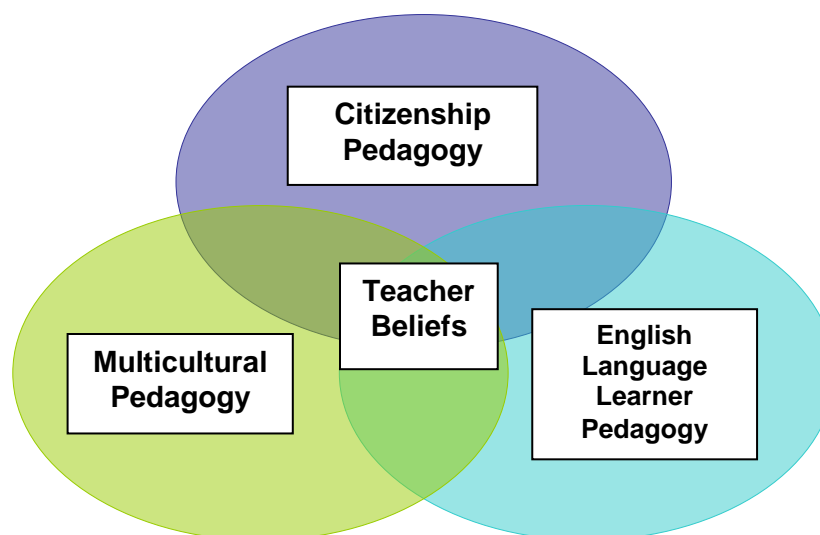 Citizenship
Pedagogy
Teacher
Beliefs
Multicultural
Pedagogy
English
Language
Learner
Pedagogy